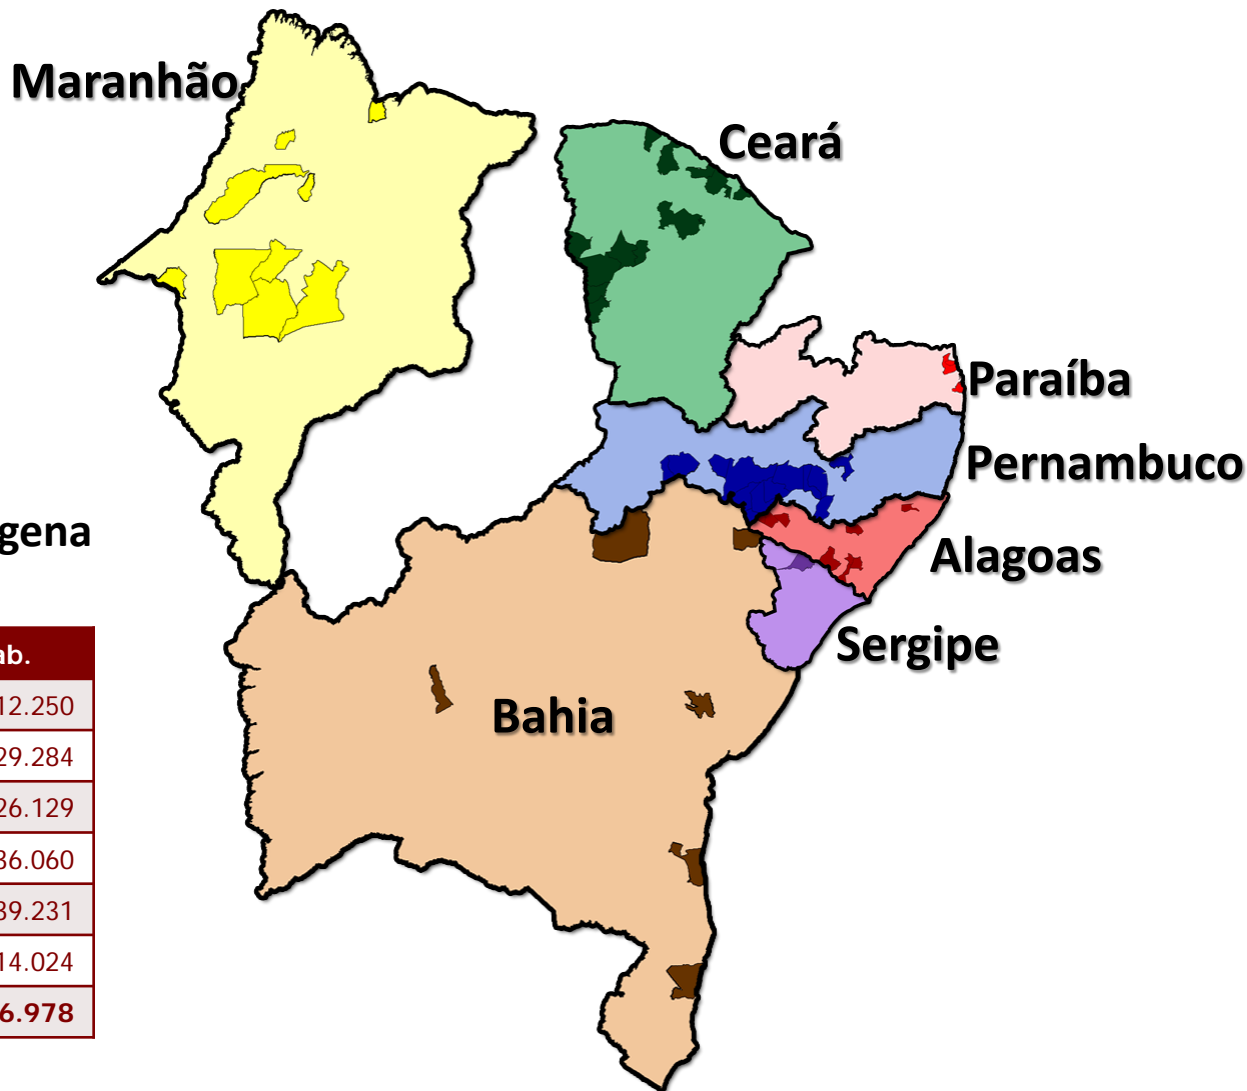 Maranhão
Ceará
Paraíba
Pernambuco
Alagoas
Sergipe
Bahia
gena
ab.
12.250
29.284
26.129
36.060
39.231
14.024
6.978